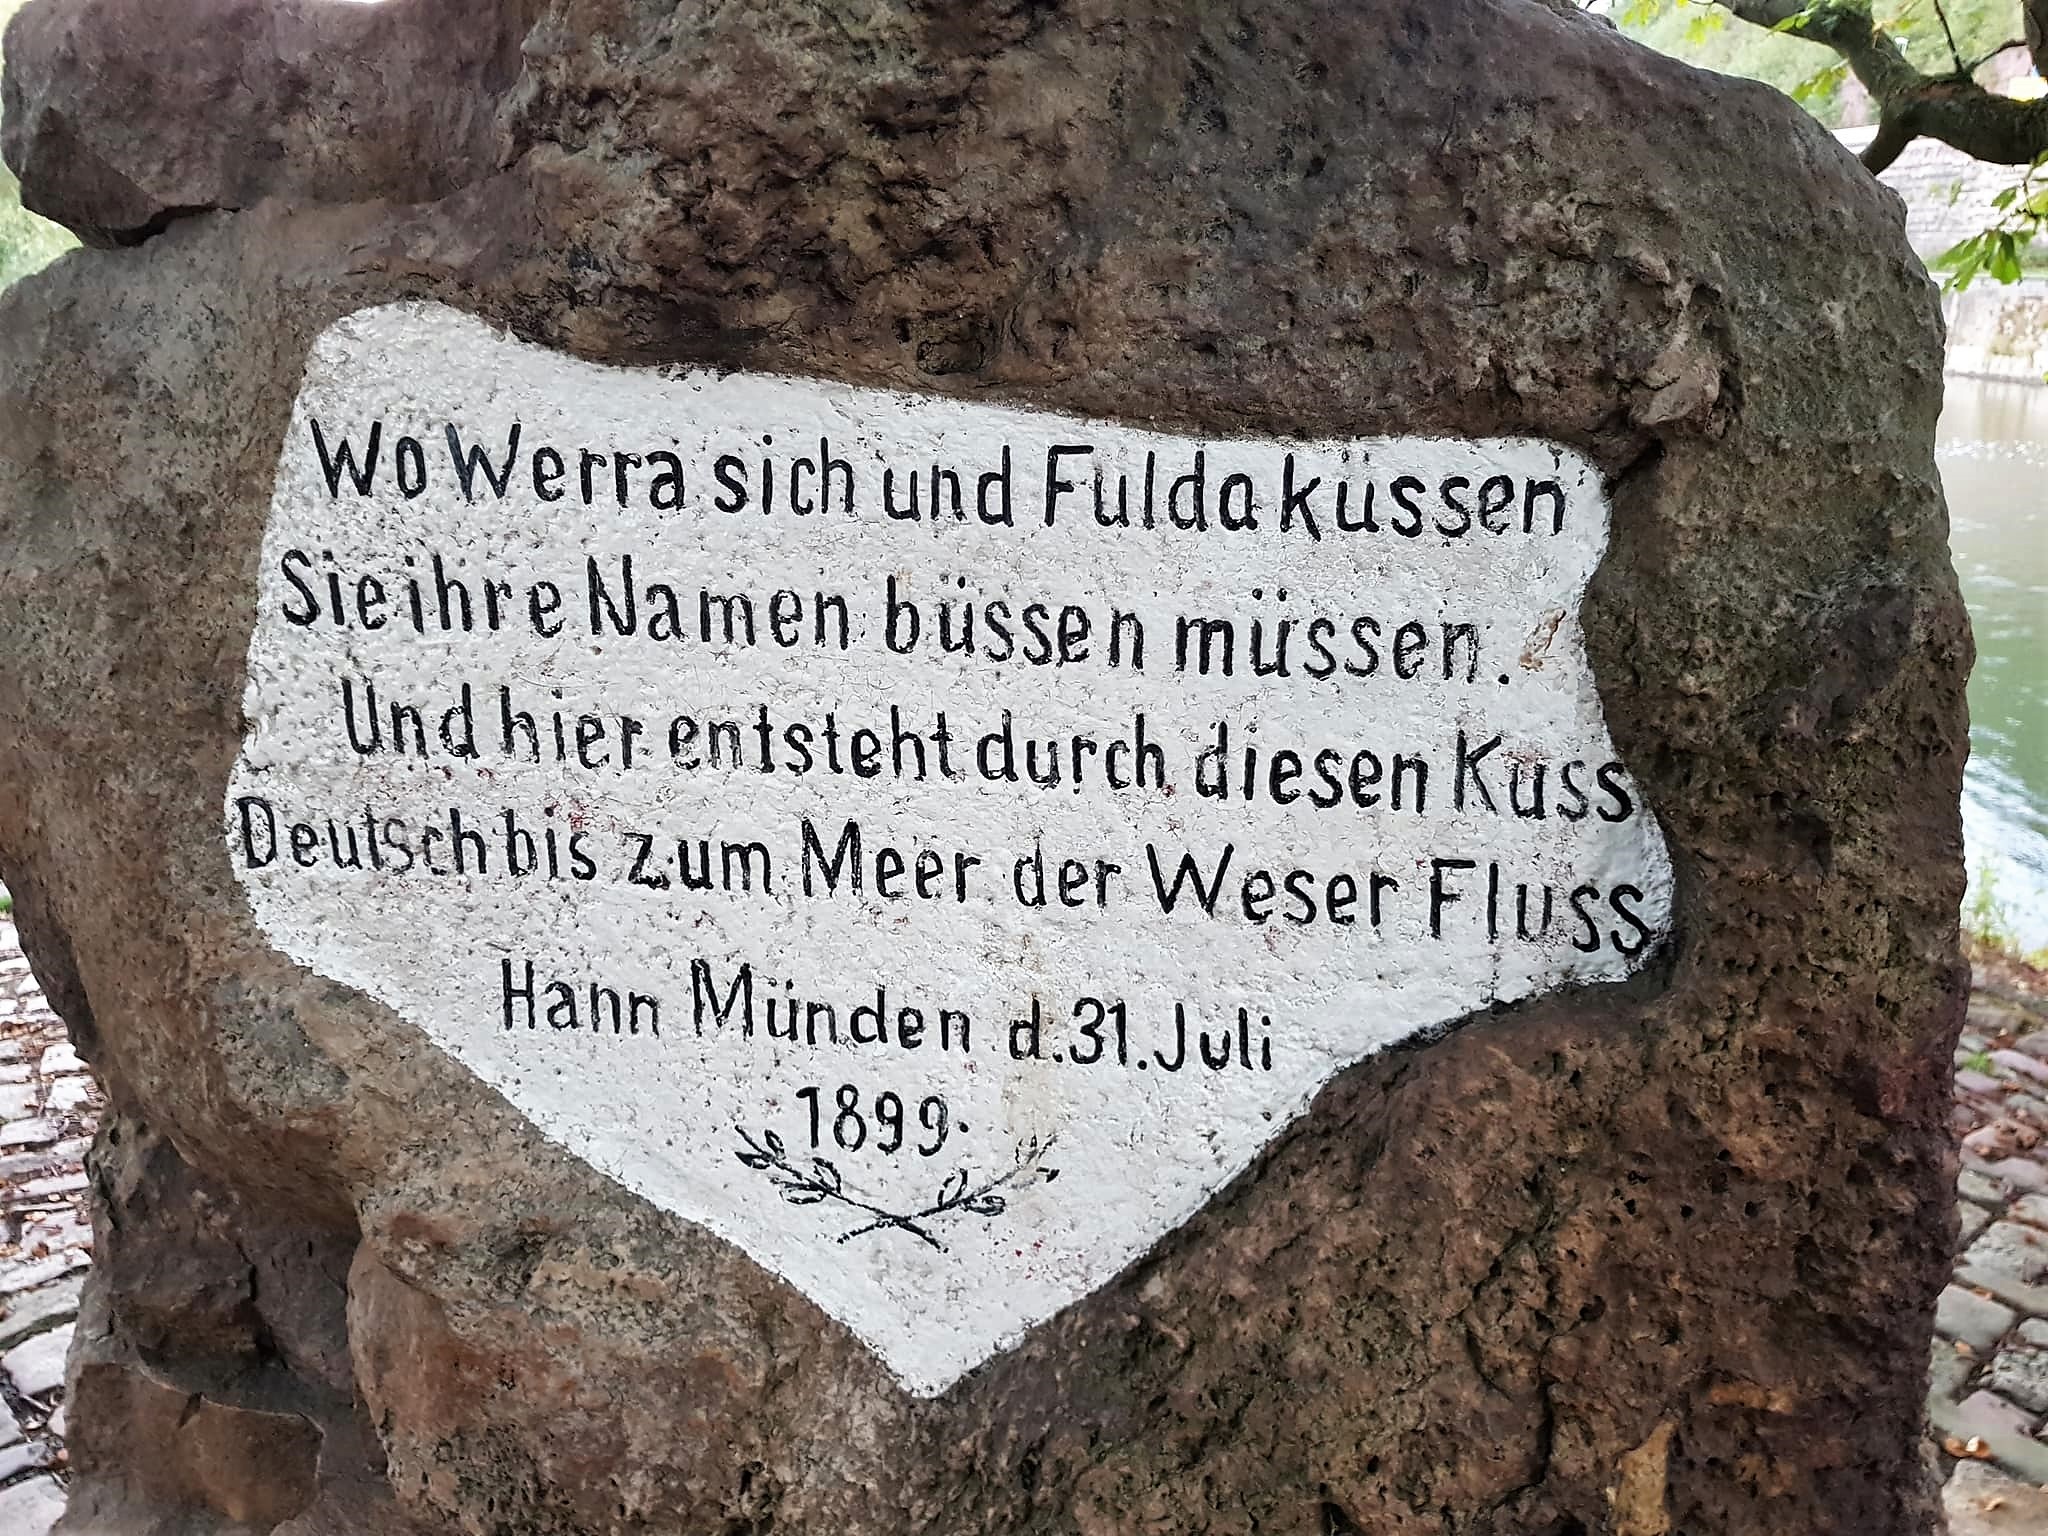 Wo Werra sich und Fulda küssen
Sie ihre Namen büssen müssen.
Und hier entsteht durch diesen Kuss
Deutsch bis zum Meer der Weser Fluss
Hann Münden d. 31. Juli
1899.